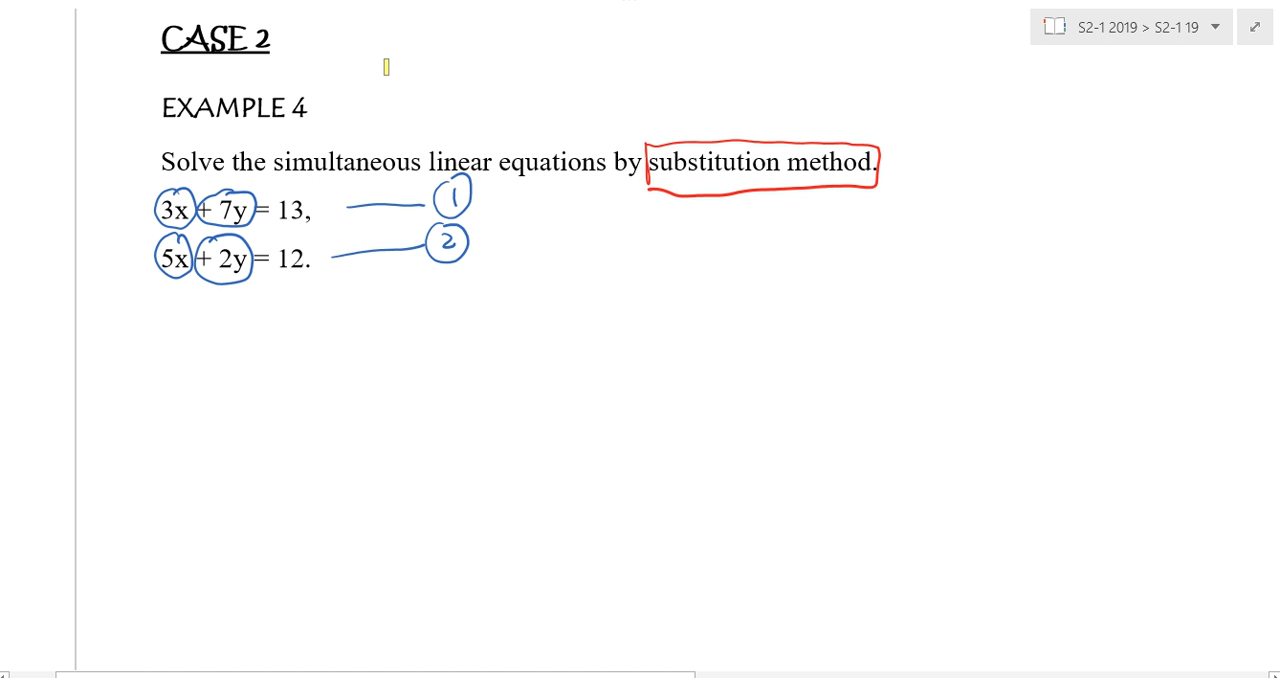 S2-1 2019 > S2-1 19
CASE 2
EXAMPLE 4
Solve the simultaneous linear equations by substitution method.
3x + 7y = 13, 1
5x + 2y = 12. 2